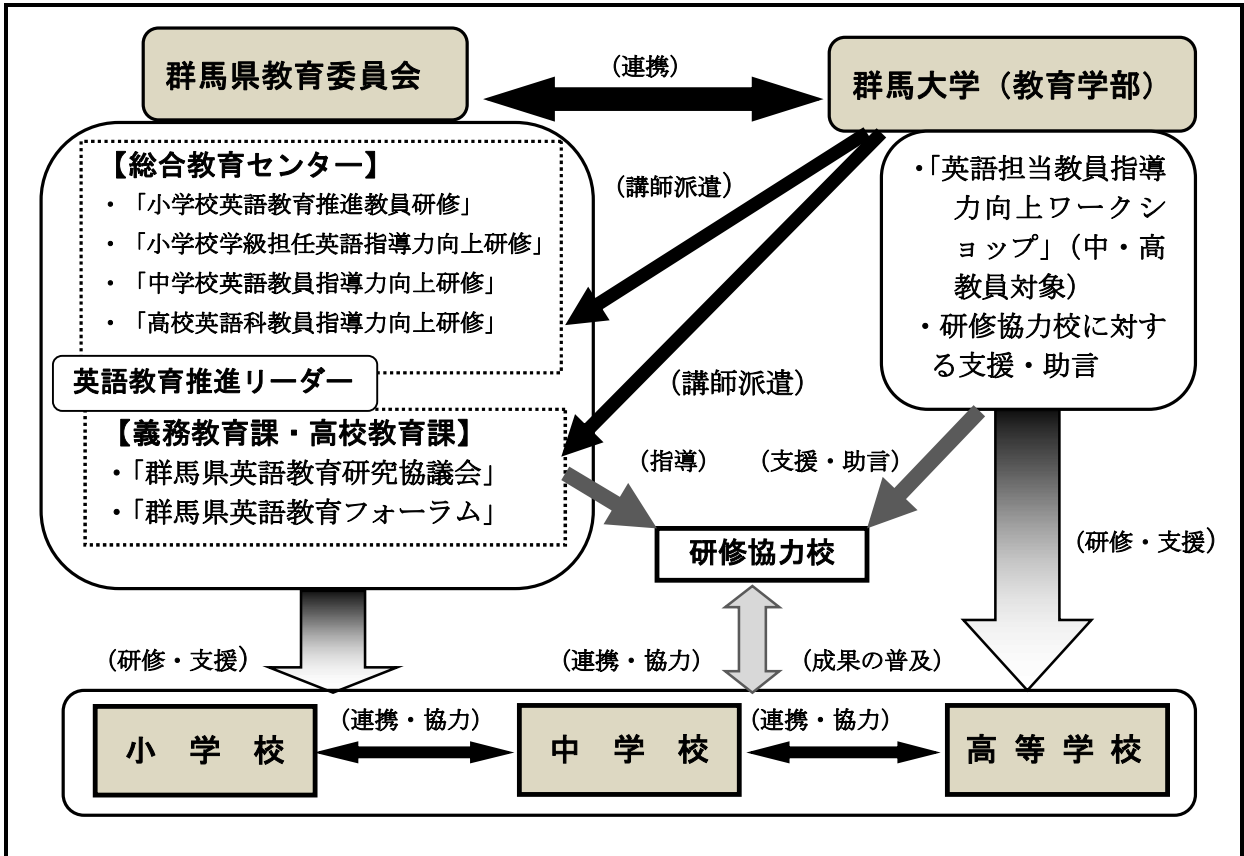 群馬県教育委員会
(連携)
群馬大学（教育学部）
【総合教育センター】
・「小学校英語教育推進教員研修」
・「小学校学級担任英語指導力向上研修」
・「中学校英語教員指導力向上研修」
・「高校英語科教員指導力向上研修」
(講師派遣)
・「英語担当教員指導
力向上ワークシ
ョップ」（中・高
教員対象）
・研修協力校に対す
る支援・助言
英語教育推進リーダー
(講師派遣)
【義務教育課・高校教育課】
・「群馬県英語教育研究協議会」
・「群馬県英語教育フォーラム」
(指導)
(支援・助言)
研修協力校
(研修・支援)
(研修・支援)
(連携・協力)
(成果の普及)
小学校
(連携・協力)
中学校
(連携・協力)
高等学校